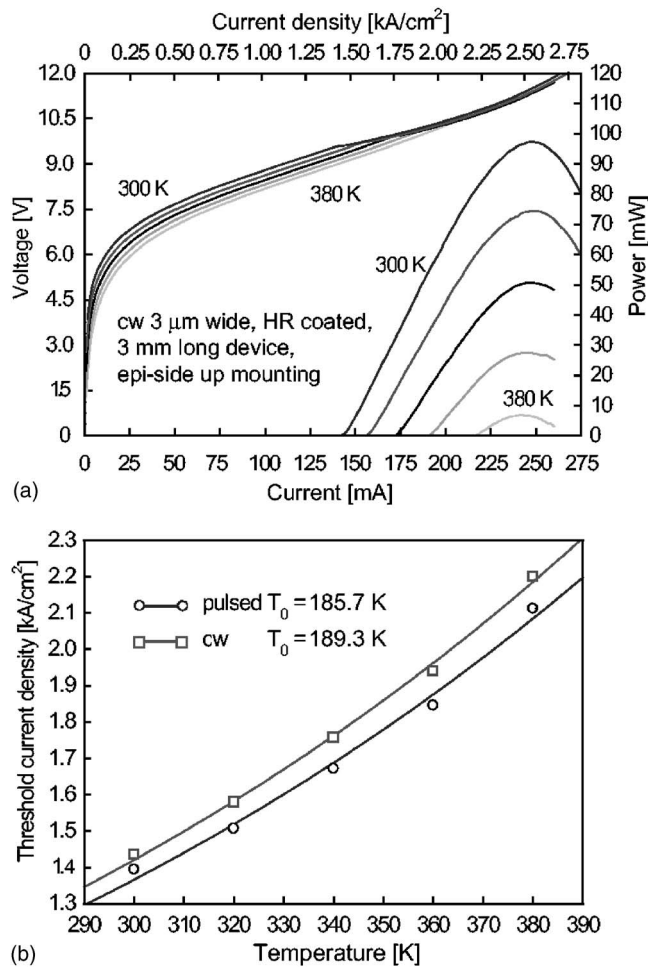 Current density [kA/cm²]
0 0.25 0.50 0.75 1.00 1.25 1.50 1.75 2.00 2.25 2.50 2.75
12.0 120
10.5 110
9.0 100
7.5 90
6.0 80
4.5 70
3.0 60
15 50
0 40
30
20
10
0
Voltage [V]
Power [mW]
300 K
380 K
300 K
380 K
cw 3 μm wide, HR coated,
3 mm long device,
epi-side up mounting
0 25 50 75 100 125 150 175 200 225 250 275
(a)
Current [mA]
2.3
2.2
2.1
2.0
1.9
1.8
1.7
1.6
1.5
1.4
1.3
Threshold current density [kA/cm²]
pulsed T₀ = 185.7 K
cw T₀ = 189.3 K
290 300 310 320 330 340 350 360 370 380 390
(b)
Temperature [K]